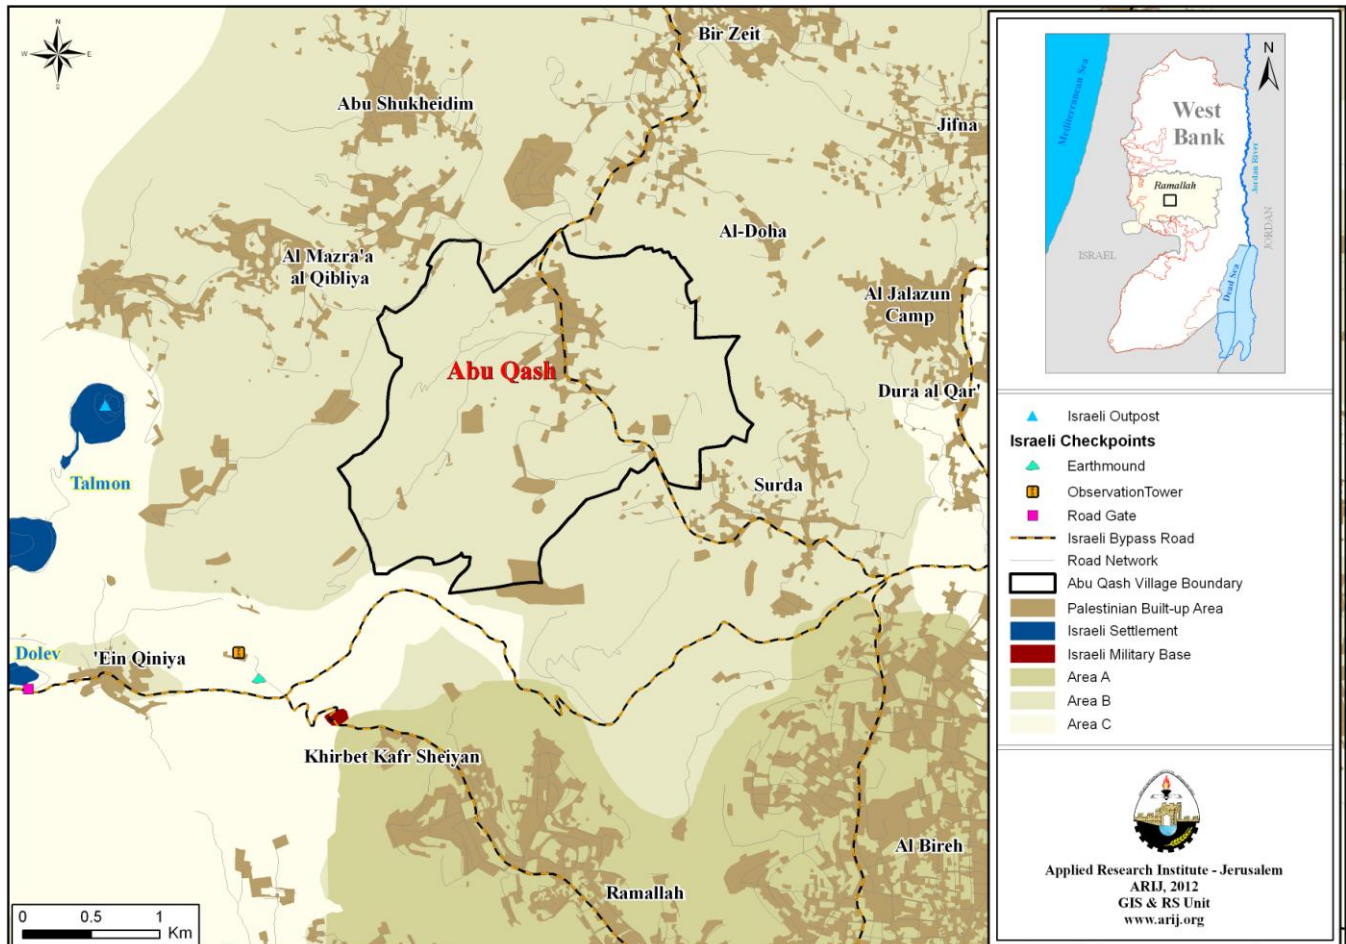 N
W
E
S
Bir Zeit
Abu Shukheidim
Jifna
Al-Doha
Al Mazra'a
al Qibliya
Al Jalazun
Camp
Abu Qash
Dura al Qar'
Talmon
Surda
Dolev
'Ein Qiniya
Khirbet Kafr Sheiyan
Al Bireh
Ramallah
0 0.5 1
Km
N
Mediterranean Sea
West
Bank
Jordan River
Ramallah
ISRAEL
JORDAN
Dead Sea
Israeli Outpost
Israeli Checkpoints
Earthmound
ObservationTower
Road Gate
Israeli Bypass Road
Road Network
Abu Qash Village Boundary
Palestinian Built-up Area
Israeli Settlement
Israeli Military Base
Area A
Area B
Area C
Applied Research Institute - Jerusalem
ARIJ, 2012
GIS & RS Unit
www.arij.org